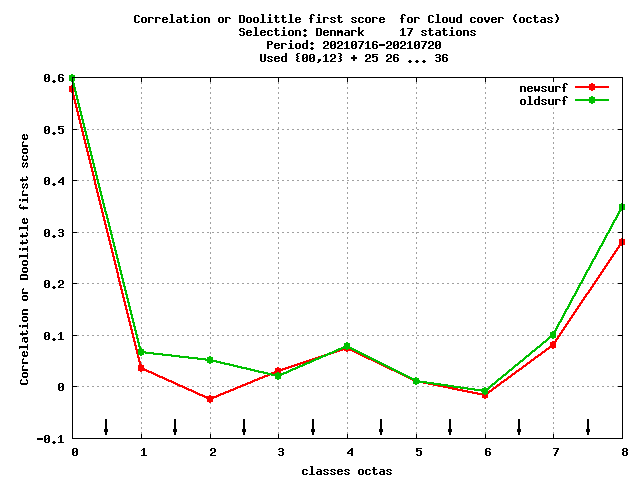 Correlation or Doolittle first score  for Cloud cover (octas)
Selection: Denmark     17 stations
Period: 20210716-20210720
Used {00,12} + 25 26 ... 36
newsurf
oldsurf
Correlation or Doolittle first score
0.6
0.5
0.4
0.3
0.2
0.1
0
-0.1
0 1 2 3 4 5 6 7 8
classes octas